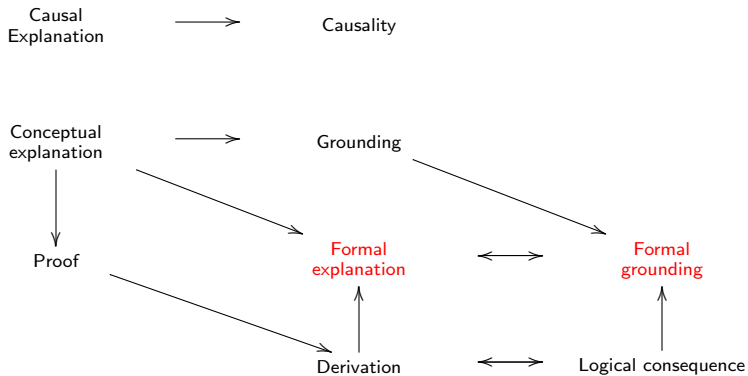 Causal
Explanation
Causality
Conceptual
explanation
Grounding
Proof
Formal
explanation
Formal
grounding
Derivation
Logical consequence